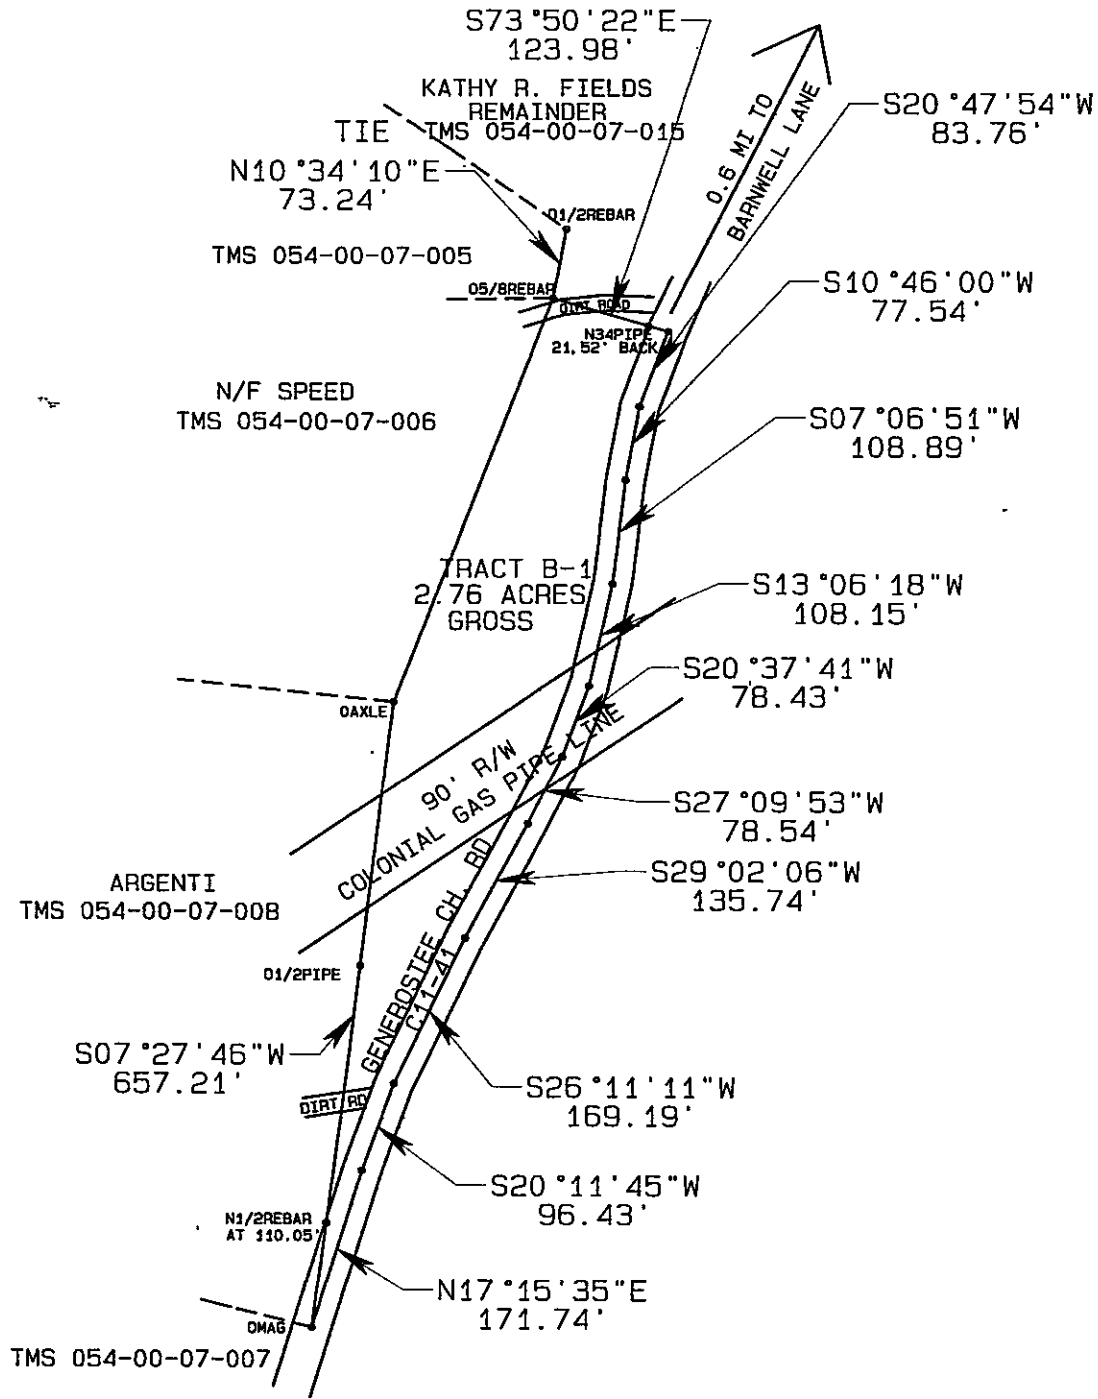 S73°50'22"E
123.98'
KATHY R. FIELDS
REMAINDER
TMS 054-00-07-015
TIE
N10°34'10"E
73.24'
S20°47'54"W
83.76'
0.6 MI TO
BARNWELL LANE
O1/2REBAR
TMS 054-00-07-005
O5/8REBAR
DIRT ROAD
N34PIPE
21.52' BACK
S10°46'00"W
77.54'
N/F SPEED
TMS 054-00-07-006
S07°06'51"W
108.89'
TRACT B-1
2.76 ACRES
GROSS
S13°06'18"W
108.15'
S20°37'41"W
78.43'
OAXLE
90' R/W
COLONIAL GAS PIPE LINE
S27°09'53"W
78.54'
S29°02'06"W
135.74'
ARGENTI
TMS 054-00-07-008
O1/2PIPE
GENEROSTEE CH. RD
C11-41
S07°27'46"W
657.21'
DIRT RD
S26°11'11"W
169.19'
S20°11'45"W
96.43'
N1/2REBAR
AT 110.05'
N17°15'35"E
171.74'
OMAG
TMS 054-00-07-007